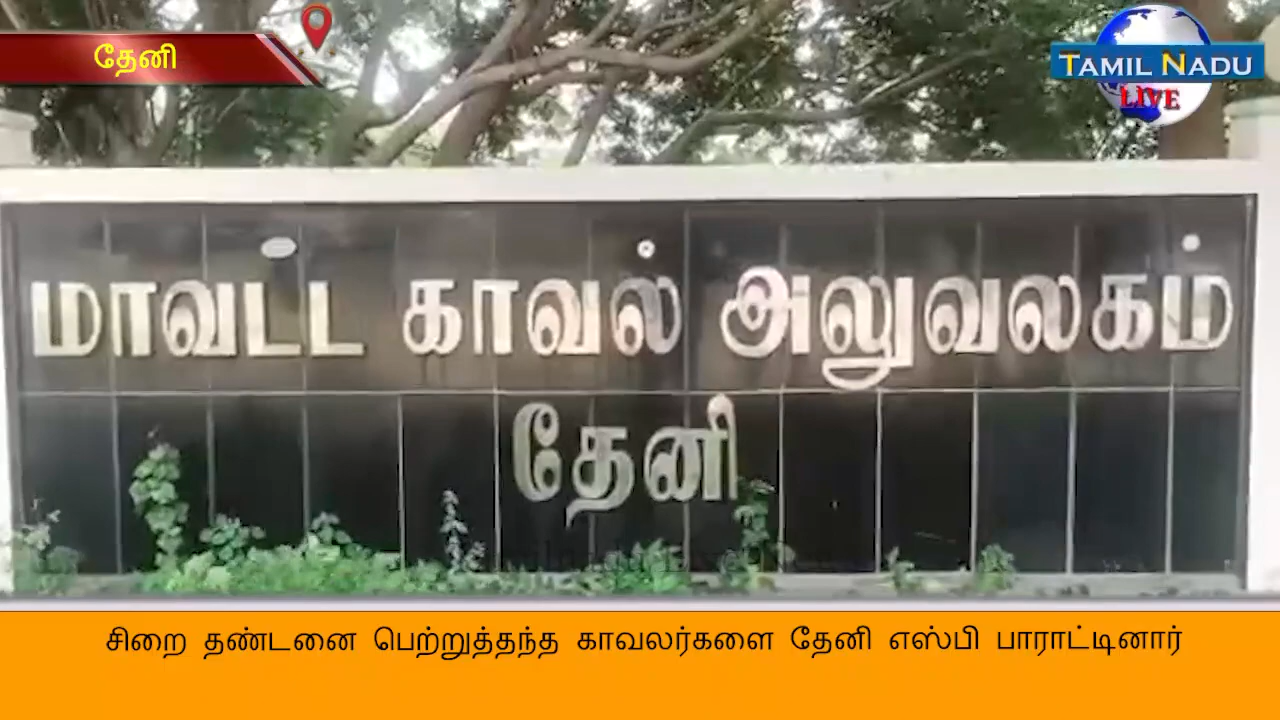 தேனி
TAMIL NADU
LIVE
மாவட்ட காவல் அலுவலகம்
தேனி
சிறை தண்டனை பெற்றுத்தந்த காவலர்களை தேனி எஸ்பி பாராட்டினார்